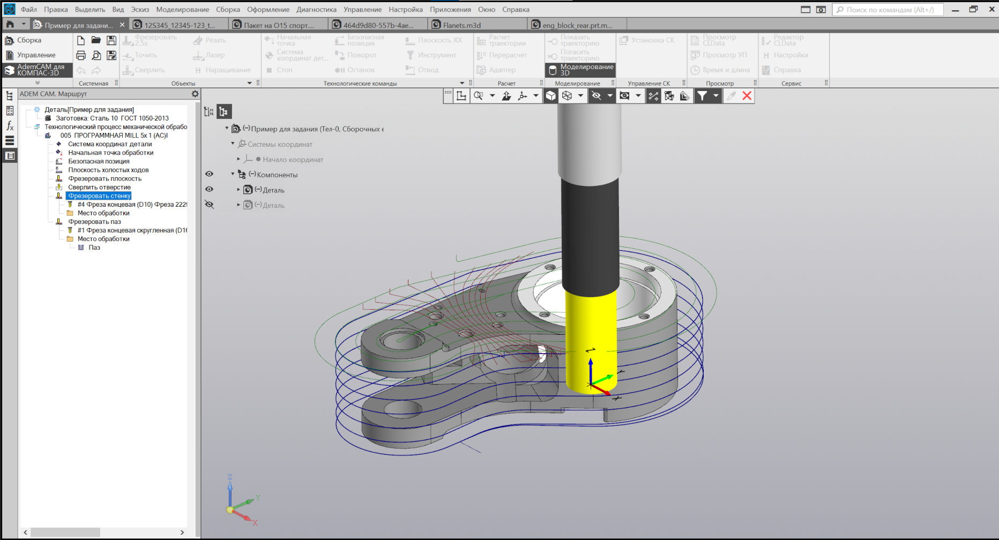 Файл Правка Выделить Вид Эскиз Моделирование Сборка Оформление Диагностика Управление Настройка Приложения Окно Справка Поиск по командам (Alt+/)
Пример для задани... 12S345_12345-123_т... Пакет на О15 спорт.... 464d9d80-557b-4ae... Flanets.m3d eng_block_rear.prt.m...
Сборка
Управление
AdemCAM для КОМПАС-3D
Системная
Фрезеровать 2.5x
Точить
Сверлить
Резать
Лазер
Наращивание
Объекты
Начальная точка
Система координат дет...
Стоп
Безопасная позиция
Поворот
Останов
Плоскость ХХ
Инструмент
Отвод
Технологические команды
Расчет траектории
Перерасчет
Адаптер
Расчет
Показать траекторию
Погасить траекторию
Моделирование 3D
Моделирование
Установка СК
Управление СК
Просмотр CLData
Просмотр УП
Время и длина
Просмотр
Редактор CLData
Настройки
Справка
Сервис
ADEM CAM. Маршрут
Деталь[Пример для задания]
Заготовка: Сталь 10 ГОСТ 1050-2013
Технологический процесс механической обрабо
005 ПРОГРАММНАЯ MILL 5x 1 (AC)I
Система координат детали
Начальная точка обработки
Безопасная позиция
Плоскость холостых ходов
Фрезеровать плоскость
Сверлить отверстие
Фрезеровать стенку
#4 Фреза концевая (D10) Фреза 2229
Место обработки
Фрезеровать паз
#1 Фреза концевая скругленная (D16
Место обработки
Паз
(–)Пример для задания (Тел-0, Сборочных е
Системы координат
Начало координат
(–)Компоненты
(–)Деталь
(–)Деталь
Z
Y
X
Z
Y
X